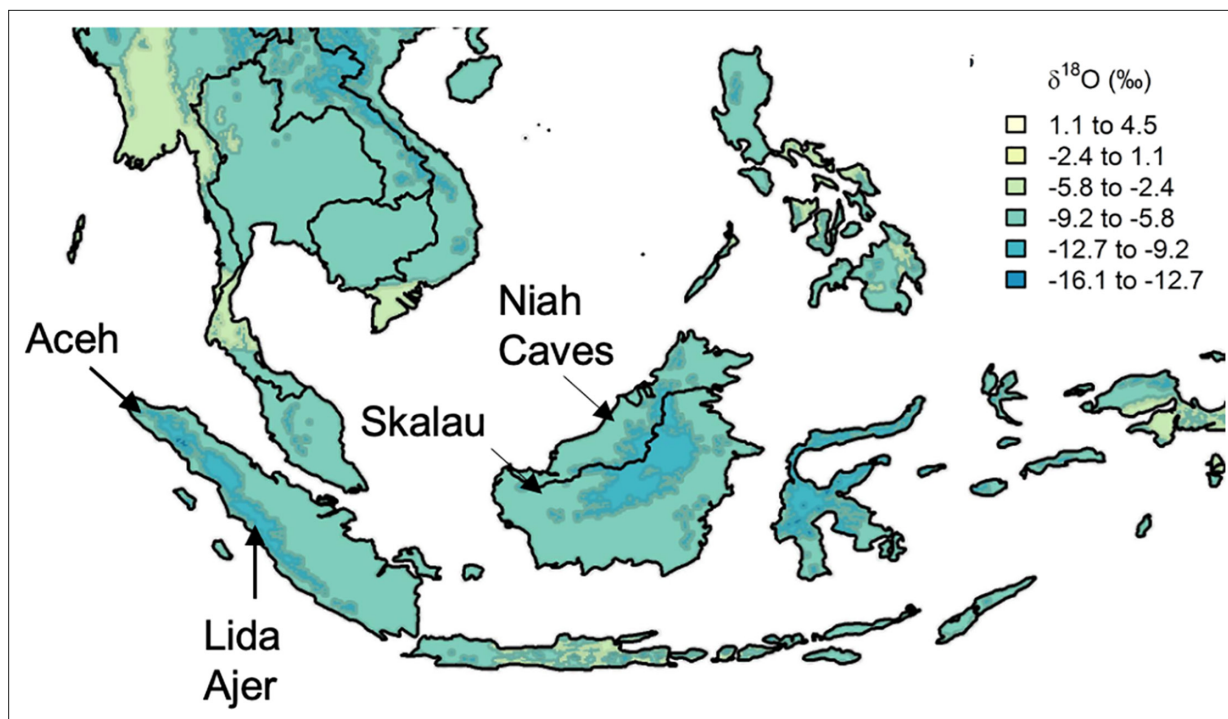 δ18O (‰)
1.1 to 4.5
-2.4 to 1.1
-5.8 to -2.4
-9.2 to -5.8
-12.7 to -9.2
-16.1 to -12.7
Niah
Caves
Aceh
Skalau
Lida
Ajer